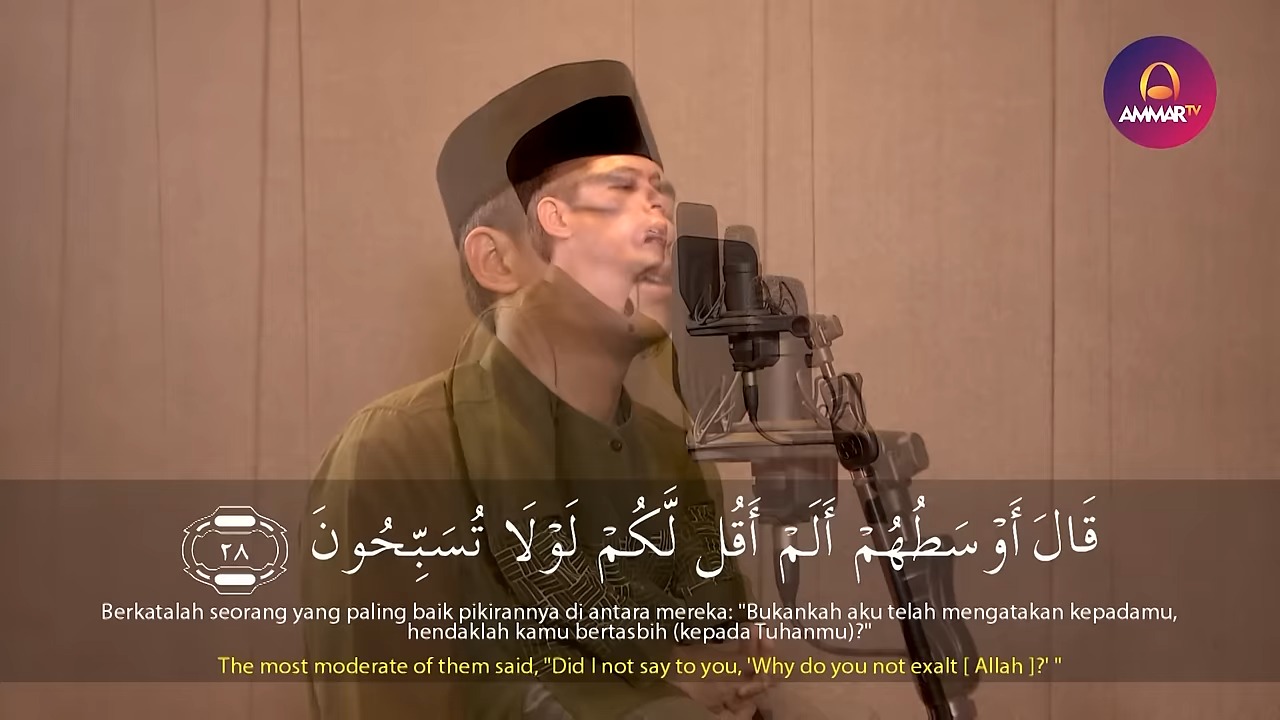 AMMARTV
قَالَ أَوْسَطُهُمْ أَلَمْ أَقُل لَّكُمْ لَوْلَا تُسَبِّحُونَ ٢٨
Berkatalah seorang yang paling baik pikirannya di antara mereka: "Bukankah aku telah mengatakan kepadamu,
hendaklah kamu bertasbih (kepada Tuhanmu)?"
The most moderate of them said, "Did I not say to you, 'Why do you not exalt [ Allah ]?' "